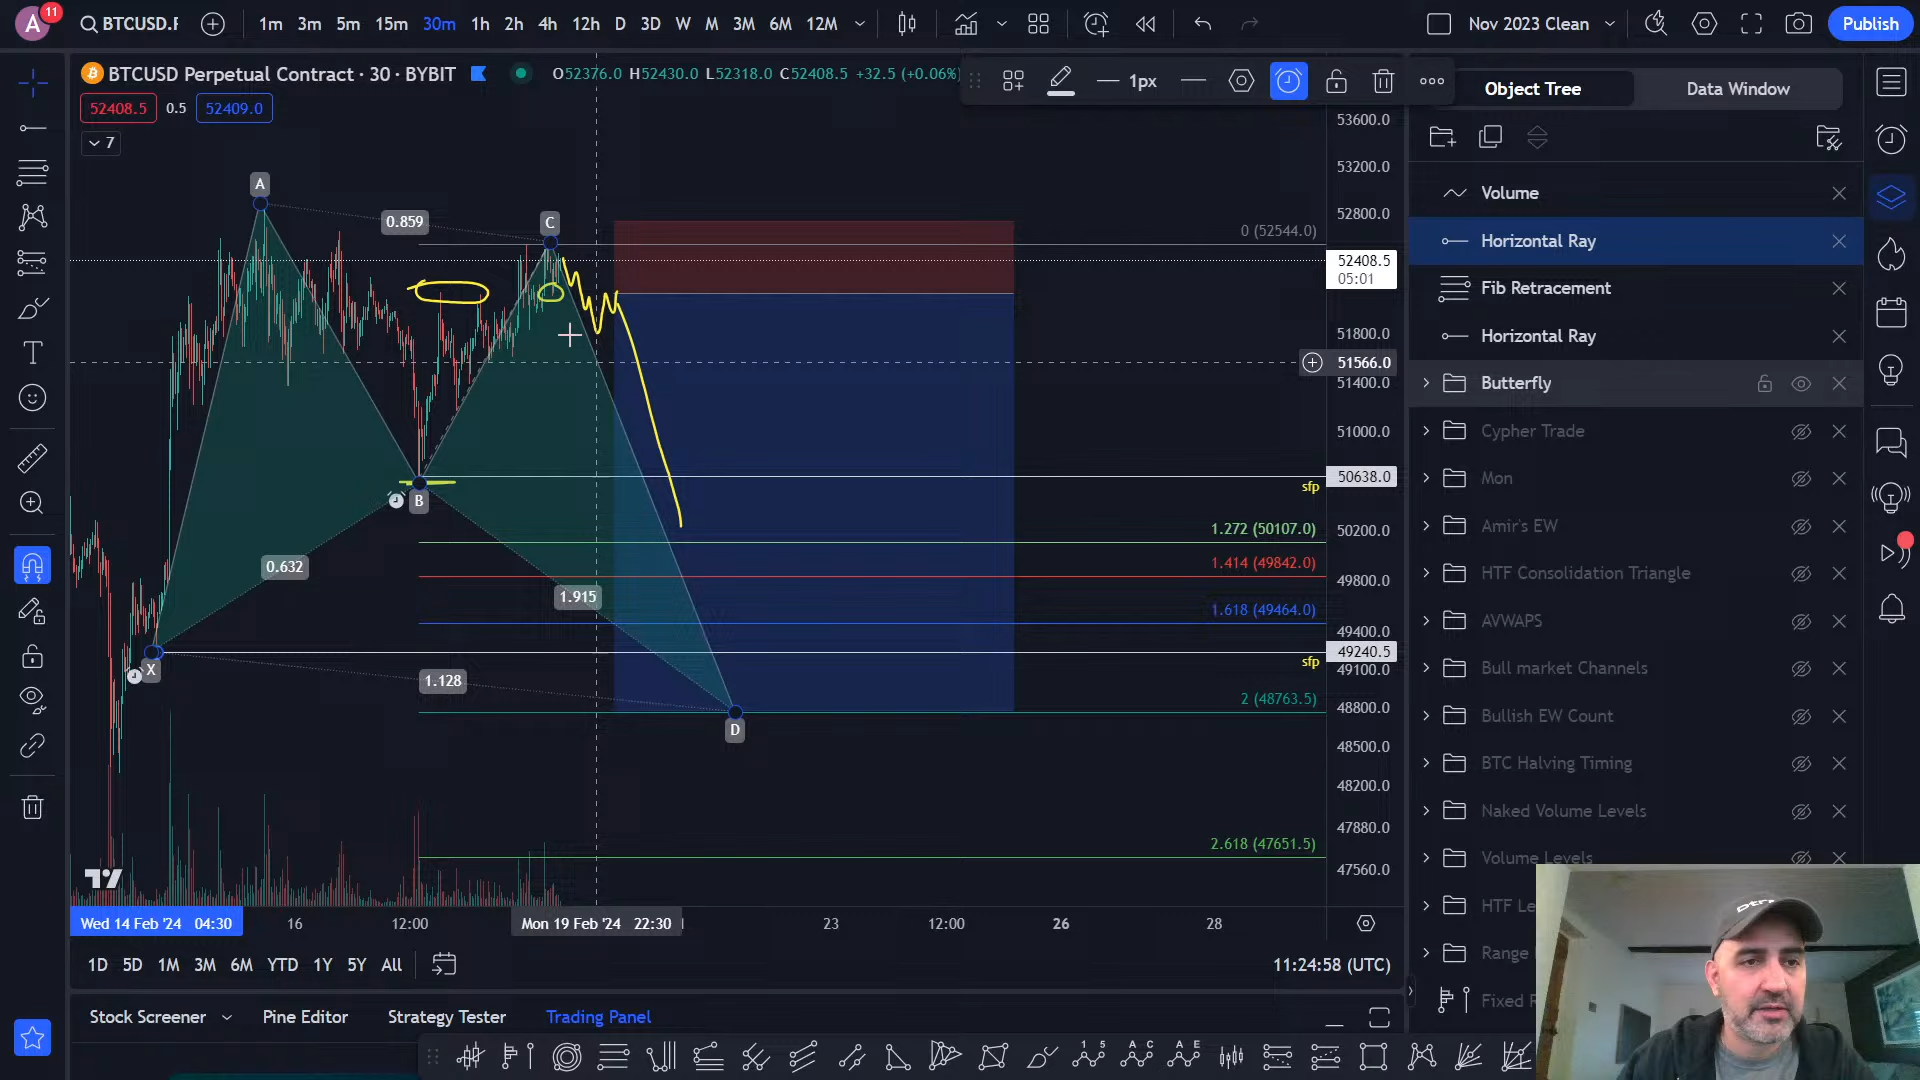 A
11
BTCUSD.P
1m 3m 5m 15m 30m 1h 2h 4h 12h D 3D W M 3M 6M 12M
Nov 2023 Clean
Publish
BTCUSD Perpetual Contract · 30 · BYBIT
O52376.0 H52430.0 L52318.0 C52408.5 +32.5 (+0.06%)
1px
Object Tree
Data Window
52408.5 0.5 52409.0
7
53600.0
53200.0
52800.0
52408.5
05:01
51800.0
51566.0
51400.0
51000.0
50638.0
50200.0
49800.0
49400.0
49240.5
49100.0
48800.0
48500.0
48200.0
47880.0
47560.0
A
0.859
C
0 (52544.0)
B
sfp
1.272 (50107.0)
1.414 (49842.0)
0.632
1.915
1.618 (49464.0)
X
sfp
1.128
2 (48763.5)
D
2.618 (47651.5)
Wed 14 Feb '24 04:30
16
12:00
Mon 19 Feb '24 22:30
23
12:00
26
28
1D 5D 1M 3M 6M YTD 1Y 5Y All
11:24:58 (UTC)
Stock Screener
Pine Editor
Strategy Tester
Trading Panel
Volume
Horizontal Ray
Fib Retracement
Horizontal Ray
Butterfly
Cypher Trade
Mon
Amir's EW
HTF Consolidation Triangle
AVWAPS
Bull market Channels
Bullish EW Count
BTC Halving Timing
Naked Volume Levels
Volume Levels
HTF Le
Range
Fixed R